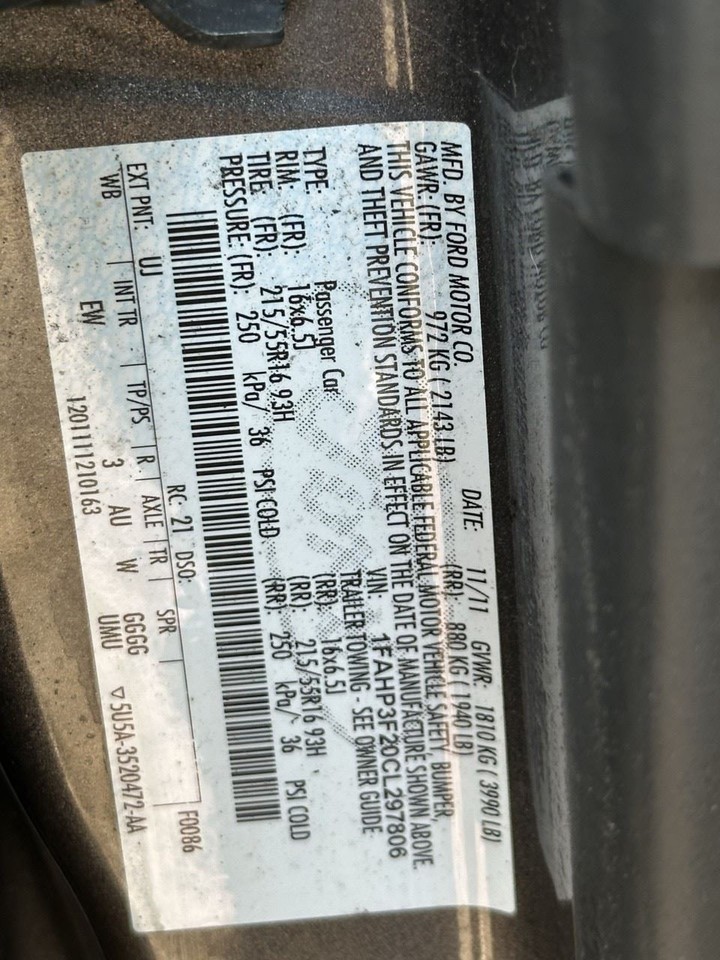 MFD. BY FORD MOTOR CO. DATE: 11/11 GVWR: 1810 KG ( 3990 LB)
GAWR: (FR): 972 KG ( 2143 LB) (RR): 880 KG ( 1940 LB)
THIS VEHICLE CONFORMS TO ALL APPLICABLE FEDERAL MOTOR VEHICLE SAFETY, BUMPER,
AND THEFT PREVENTION STANDARDS IN EFFECT ON THE DATE OF MANUFACTURE SHOWN ABOVE.
VIN: 1FAHP3F20CL297806
TYPE: Passenger Car TRAILER TOWING - SEE OWNER GUIDE
RIM: (FR): 16x6.5J (RR): 16x6.5J
TIRE: (FR): 215/55R16 93H (RR): 215/55R16 93H
PRESSURE: (FR): 250 kPa/ 36 PSI COLD (RR): 250 kPa/ 36 PSI COLD
EXT PNT: UJ RC: 21 DSO: F0086
WB INT TR TP/PS R AXLE TR SPR
EW 3 AU W GGGG
UMU
1201111210163 ▽5U5A-3520472-AA